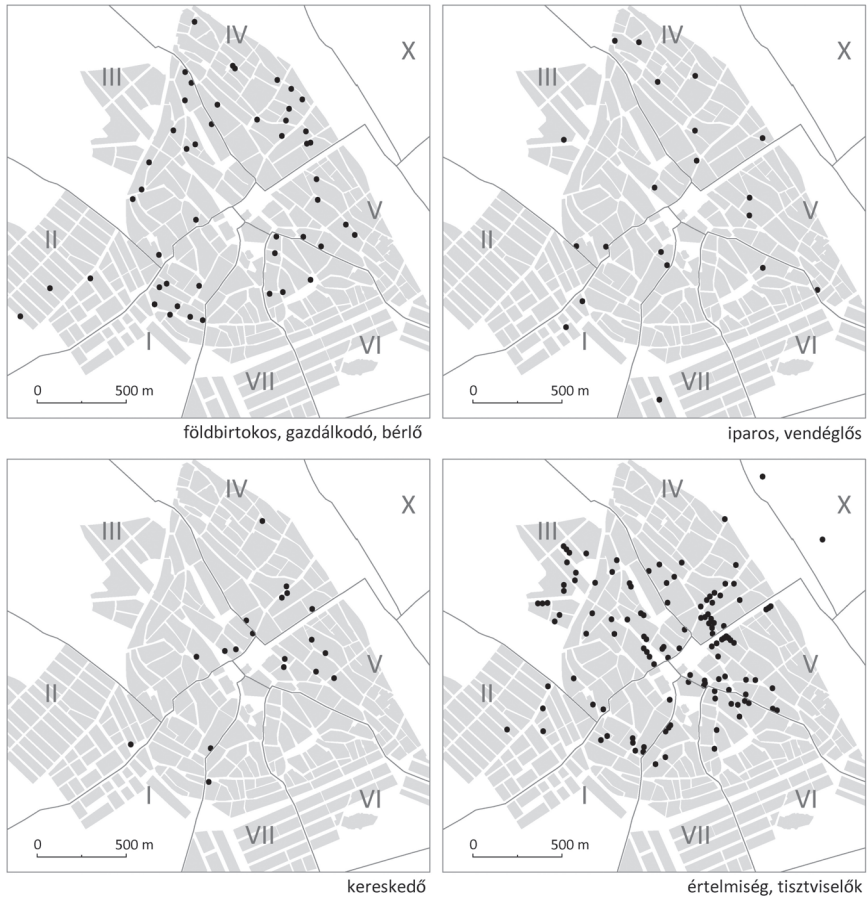 IV
X
III
V
II
I
VI
VII
0 500 m
földbirtokos, gazdálkodó, bérlő
IV
X
III
V
II
I
VI
VII
0 500 m
iparos, vendéglős
IV
X
III
V
II
I
VI
VII
0 500 m
kereskedő
IV
X
III
V
II
I
VI
VII
0 500 m
értelmiség, tisztviselők